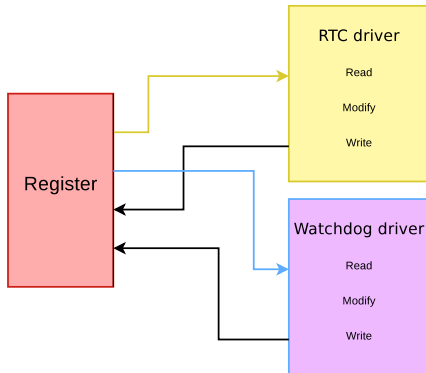 Register
RTC driver
Read
Modify
Write
Watchdog driver
Read
Modify
Write